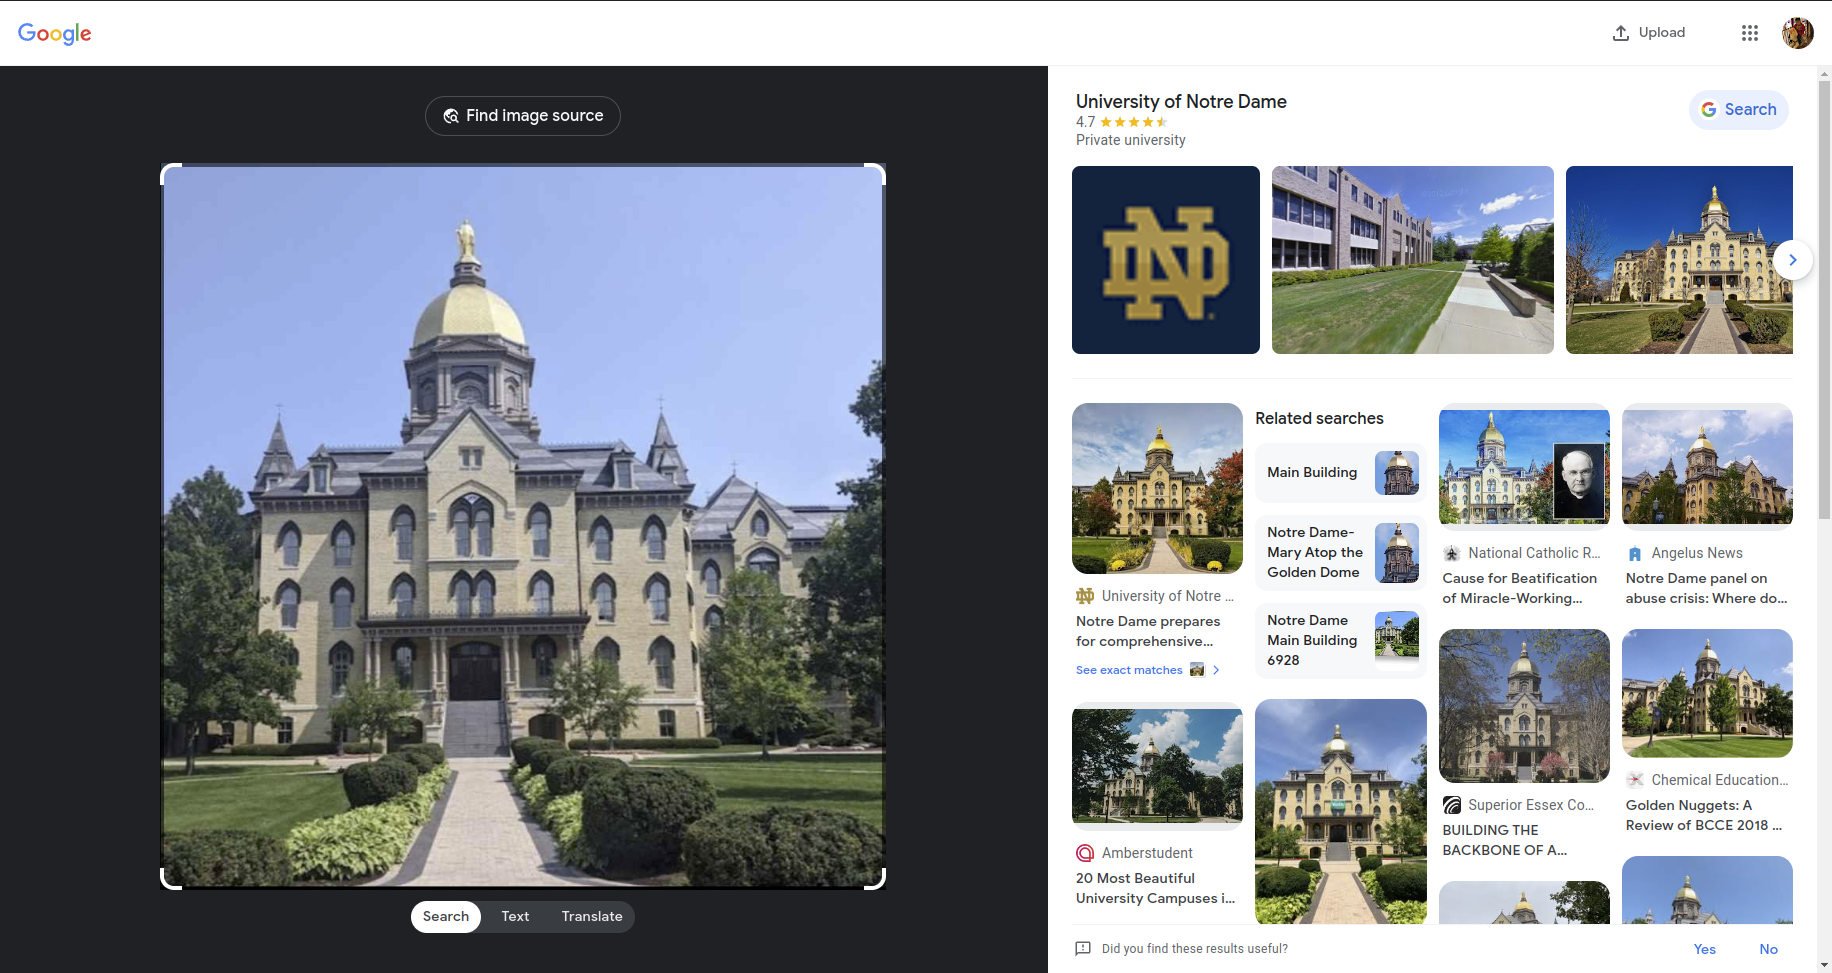 Google
Upload
Find image source
University of Notre Dame
4.7
Private university
Search
ND
Related searches
Main Building
Notre Dame-
Mary Atop the
Golden Dome
Notre Dame
Main Building
6928
University of Notre ...
Notre Dame prepares
for comprehensive...
See exact matches
National Catholic R...
Cause for Beatification
of Miracle-Working...
Angelus News
Notre Dame panel on
abuse crisis: Where do...
Amberstudent
20 Most Beautiful
University Campuses i...
Superior Essex Co...
BUILDING THE
BACKBONE OF A...
Chemical Education...
Golden Nuggets: A
Review of BCCE 2018 ...
Search
Text
Translate
Did you find these results useful?
Yes
No